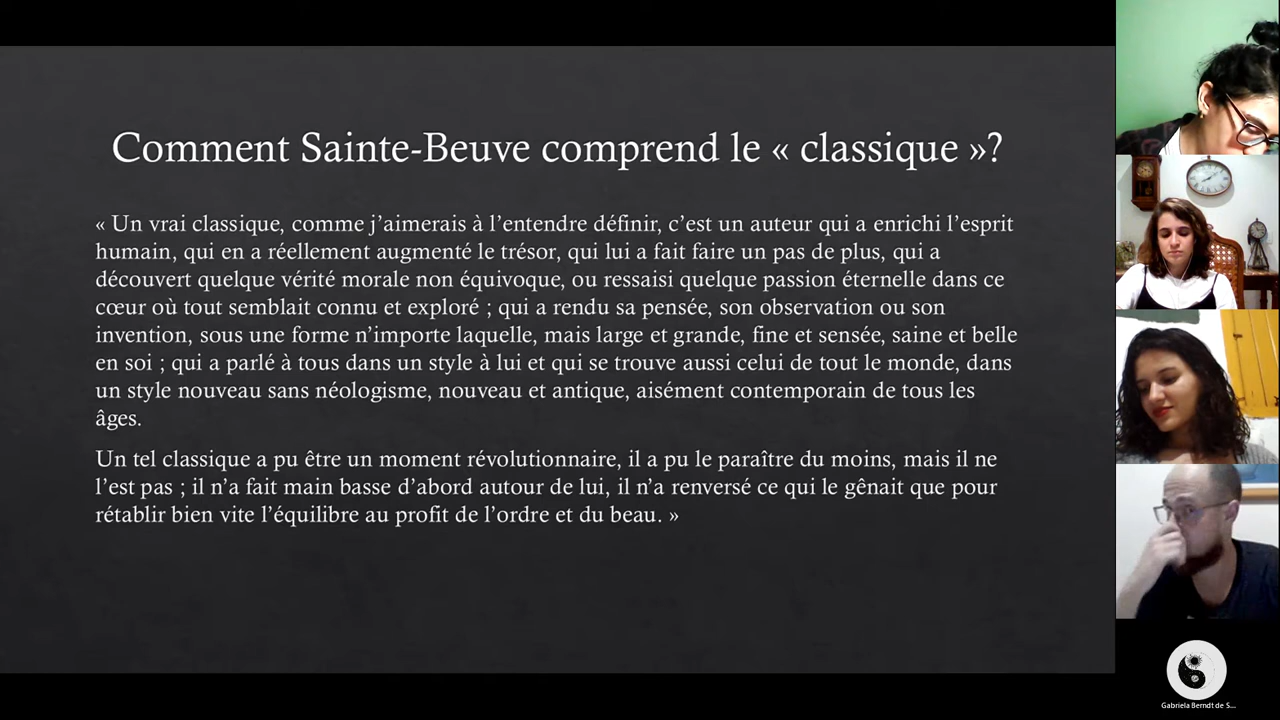 Comment Sainte-Beuve comprend le « classique »?
« Un vrai classique, comme j’aimerais à l’entendre définir, c’est un auteur qui a enrichi l’esprit
humain, qui en a réellement augmenté le trésor, qui lui a fait faire un pas de plus, qui a
découvert quelque vérité morale non équivoque, ou ressaisi quelque passion éternelle dans ce
cœur où tout semblait connu et exploré ; qui a rendu sa pensée, son observation ou son
invention, sous une forme n’importe laquelle, mais large et grande, fine et sensée, saine et belle
en soi ; qui a parlé à tous dans un style à lui et qui se trouve aussi celui de tout le monde, dans
un style nouveau sans néologisme, nouveau et antique, aisément contemporain de tous les
âges.
Un tel classique a pu être un moment révolutionnaire, il a pu le paraître du moins, mais il ne
l’est pas ; il n’a fait main basse d’abord autour de lui, il n’a renversé ce qui le gênait que pour
rétablir bien vite l’équilibre au profit de l’ordre et du beau. »
Gabriela Berndt de S...